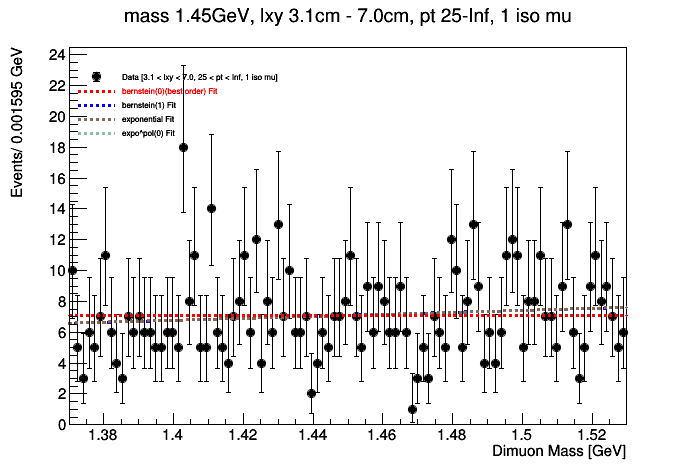 mass 1.45GeV, lxy 3.1cm - 7.0cm, pt 25-Inf, 1 iso mu
Events/ 0.001595 GeV
24
22
20
18
16
14
12
10
8
6
4
2
0
Data [3.1 < lxy < 7.0, 25 < pt < Inf, 1 iso mu]
bernstein(0)(best order) Fit
bernstein(1) Fit
exponential Fit
expo*pol(0) Fit
1.38 1.4 1.42 1.44 1.46 1.48 1.5 1.52
Dimuon Mass [GeV]